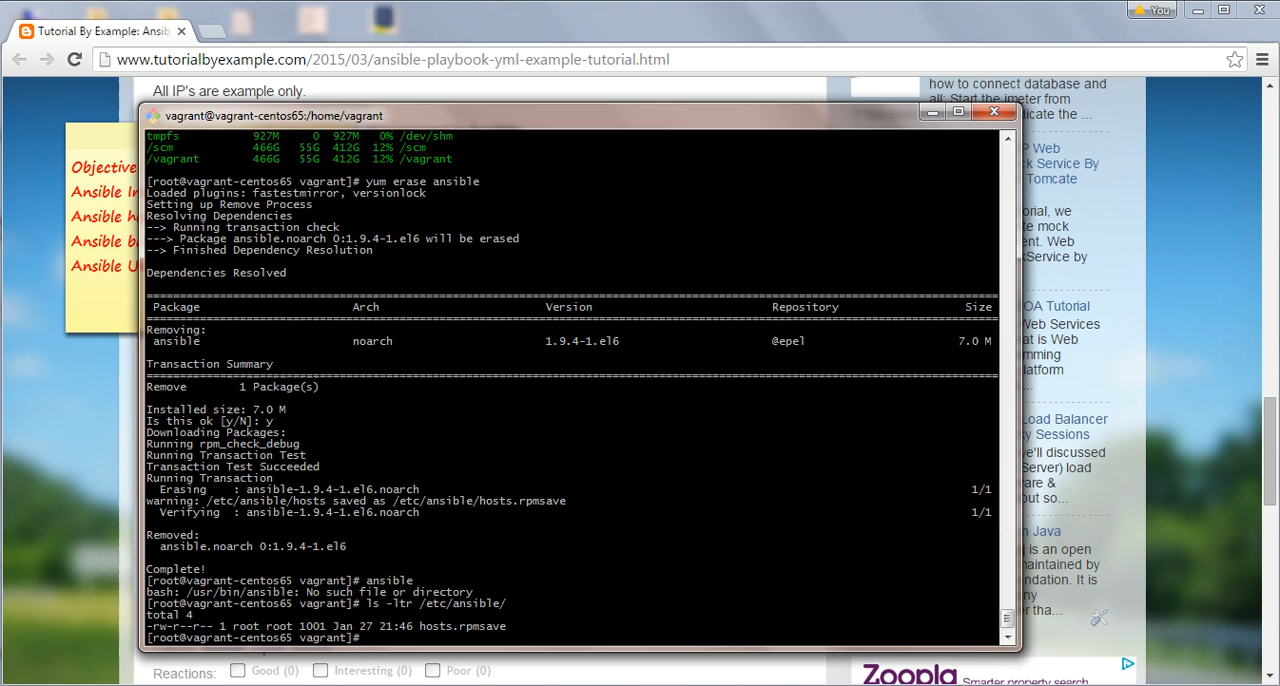 You
Tutorial By Example: Ansib
www.tutorialbyexample.com/2015/03/ansible-playbook-yml-example-tutorial.html
All IP's are example only.
Objective
Ansible
Ansible
Ansible
Ansible
vagrant@vagrant-centos65:/home/vagrant
tmpfs 927M 0 927M 0% /dev/shm
/scm 466G 55G 412G 12% /scm
/vagrant 466G 55G 412G 12% /vagrant
[root@vagrant-centos65 vagrant]# yum erase ansible
Loaded plugins: fastestmirror, versionlock
Setting up Remove Process
Resolving Dependencies
--> Running transaction check
---> Package ansible.noarch 0:1.9.4-1.el6 will be erased
--> Finished Dependency Resolution
Dependencies Resolved
Package Arch Version Repository Size
Removing:
ansible noarch 1.9.4-1.el6 @epel 7.0 M
Transaction Summary
Remove 1 Package(s)
Installed size: 7.0 M
Is this ok [y/N]: y
Downloading Packages:
Running rpm_check_debug
Running Transaction Test
Transaction Test Succeeded
Running Transaction
Erasing : ansible-1.9.4-1.el6.noarch 1/1
warning: /etc/ansible/hosts saved as /etc/ansible/hosts.rpmsave
Verifying : ansible-1.9.4-1.el6.noarch 1/1
Removed:
ansible.noarch 0:1.9.4-1.el6
Complete!
[root@vagrant-centos65 vagrant]# ansible
bash: /usr/bin/ansible: No such file or directory
[root@vagrant-centos65 vagrant]# ls -ltr /etc/ansible/
total 4
-rw-r--r-- 1 root root 1001 Jan 27 21:46 hosts.rpmsave
[root@vagrant-centos65 vagrant]#
how to connect database and
all: Start the jmeter from
dicate the ...
P Web
k Service By
Tomcate
orial, we
te mock
ent. Web
kService by
OA Tutorial
Web Services
at is Web
mming
latform
Load Balancer
ky Sessions
ve'll discussed
Server) load
are &
out so...
n Java
j is an open
maintained by
ndation. It is
ny
er tha...
Reactions: Good (0) Interesting (0) Poor (0)
Zoopla Smarter property search